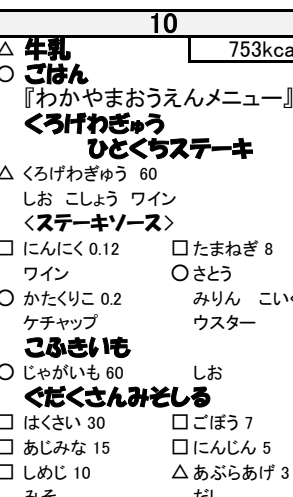 10
△ 牛乳 753kca
○ ごはん
『わかやまおうえんメニュー』
くろげわぎゅう
ひとくちステーキ
△ くろげわぎゅう 60
しお こしょう ワイン
<ステーキソース>
□ にんにく 0.12 □ たまねぎ 8
ワイン ○ さとう
○ かたくりこ 0.2 みりん こい
ケチャップ ウスター
こふきいも
○ じゃがいも 60 しお
ぐだくさんみそしる
□ はくさい 30 □ ごぼう 7
□ あじみな 15 □ にんじん 5
□ しめじ 10 △ あぶらあげ 3
みそ だし